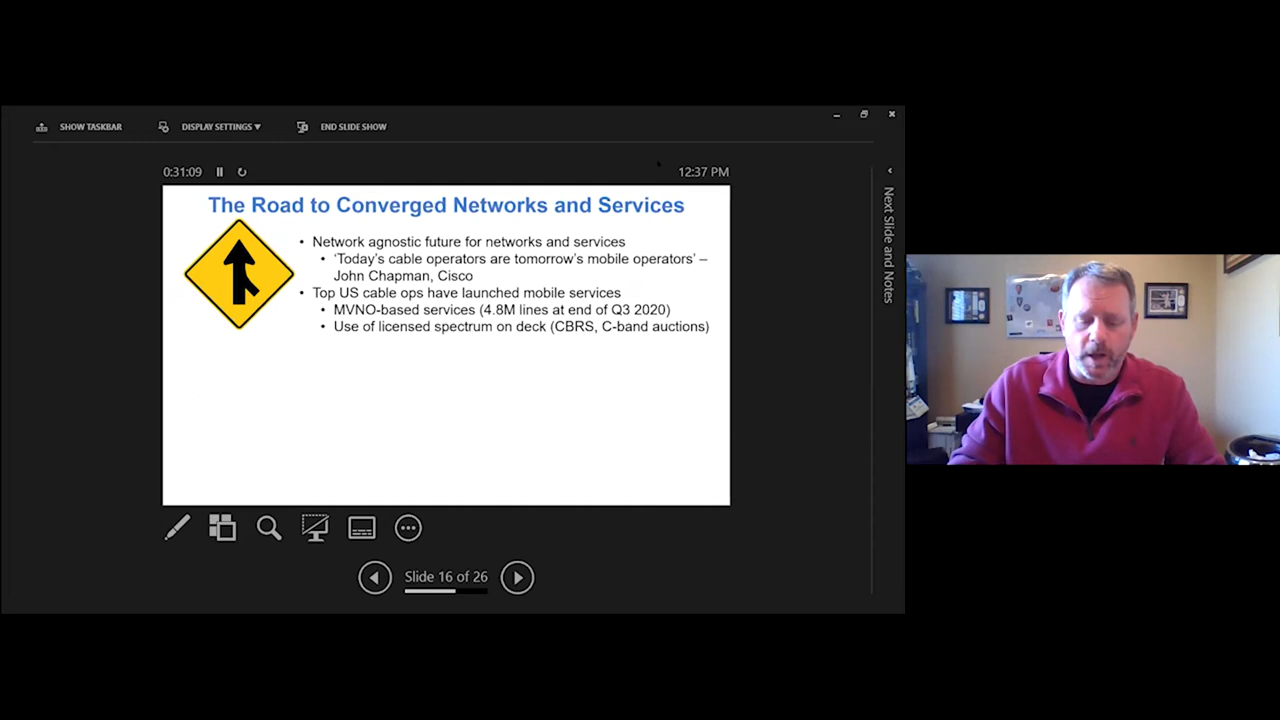 SHOW TASKBAR
DISPLAY SETTINGS ▾
END SLIDE SHOW
0:31:09
12:37 PM
The Road to Converged Networks and Services
• Network agnostic future for networks and services
• ‘Today’s cable operators are tomorrow’s mobile operators’ –
John Chapman, Cisco
• Top US cable ops have launched mobile services
• MVNO-based services (4.8M lines at end of Q3 2020)
• Use of licensed spectrum on deck (CBRS, C-band auctions)
Slide 16 of 26
Next Slide and Notes